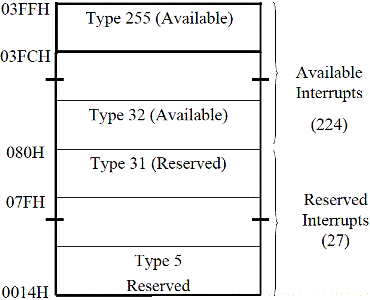 03FFH
Type 255 (Available)
03FCH
Available
Interrupts
(224)
Type 32 (Available)
080H
Type 31 (Reserved)
07FH
Reserved
Interrupts
(27)
Type 5
Reserved
0014H